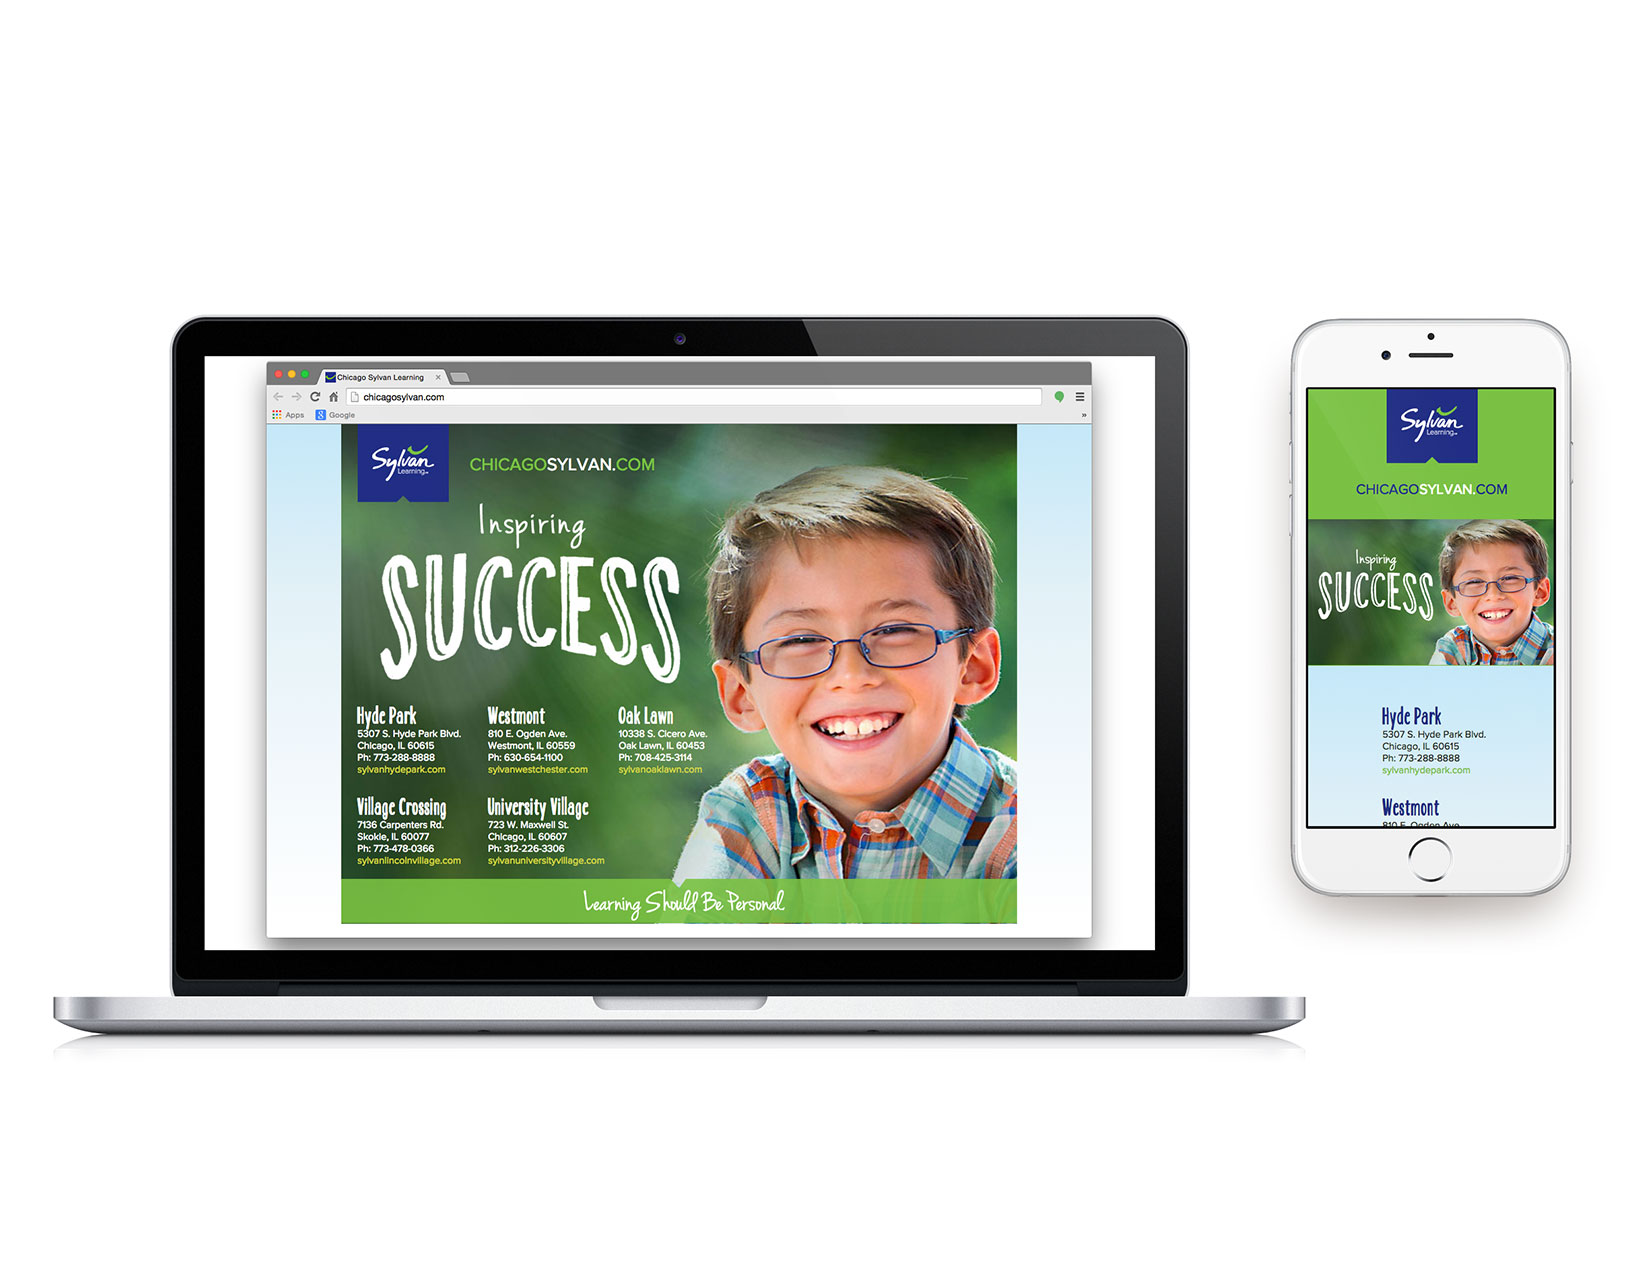 Chicago Sylvan Learning
chicagosylvan.com
Apps
Google
Sylvan
Learning
CHICAGOSYLVAN.COM
Inspiring
SUCCESS
Hyde Park
5307 S. Hyde Park Blvd.
Chicago, IL 60615
Ph: 773-288-8888
sylvanhydepark.com
Westmont
810 E. Ogden Ave.
Westmont, IL 60559
Ph: 630-654-1100
sylvanwestchester.com
Oak Lawn
10338 S. Cicero Ave.
Oak Lawn, IL 60453
Ph: 708-425-3114
sylvanoaklawn.com
Village Crossing
7136 Carpenters Rd.
Skokie, IL 60077
Ph: 773-478-0366
sylvanlincolnvillage.com
University Village
723 W. Maxwell St.
Chicago, IL 60607
Ph: 312-226-3306
sylvanuniversityvillage.com
Learning Should Be Personal
Sylvan
Learning
CHICAGOSYLVAN.COM
Inspiring
SUCCESS
Hyde Park
5307 S. Hyde Park Blvd.
Chicago, IL 60615
Ph: 773-288-8888
sylvanhydepark.com
Westmont
810 E. Ogden Ave.